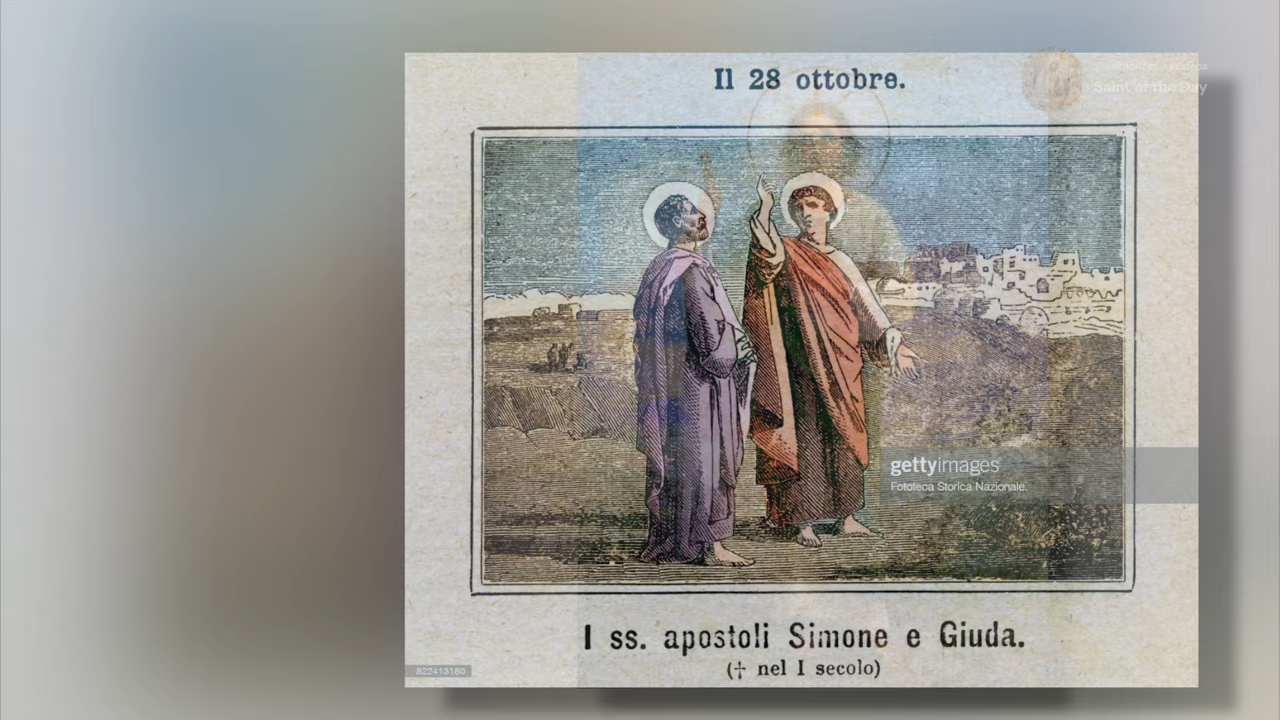 Il 28 ottobre.
Saint of the Day
gettyimages
Fototeca Storica Nazionale.
I ss. apostoli Simone e Giuda.
822413180
(† nel I secolo)